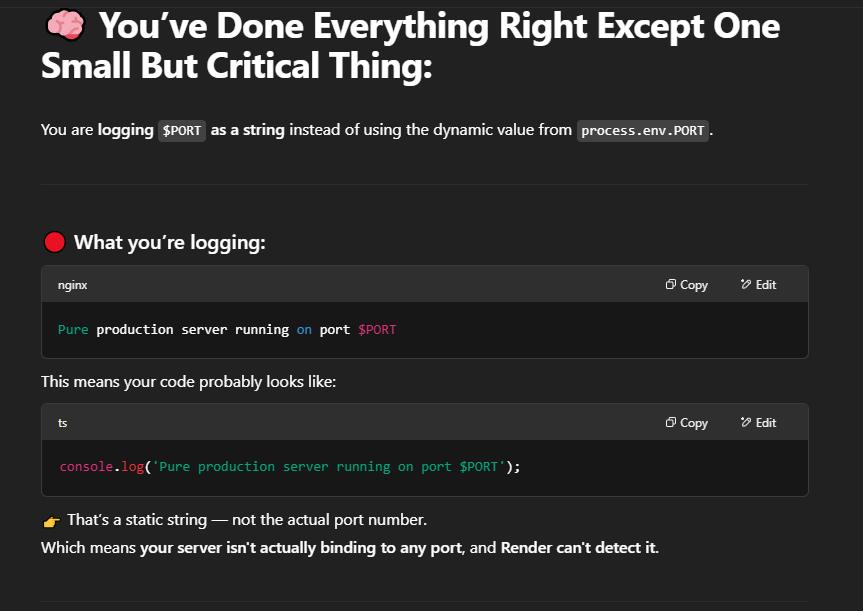 🧠 You’ve Done Everything Right Except One
Small But Critical Thing:
You are logging $PORT as a string instead of using the dynamic value from process.env.PORT.
🔴 What you’re logging:
nginx Copy Edit
Pure production server running on port $PORT
This means your code probably looks like:
ts Copy Edit
console.log('Pure production server running on port $PORT');
👉 That’s a static string — not the actual port number.
Which means your server isn't actually binding to any port, and Render can't detect it.